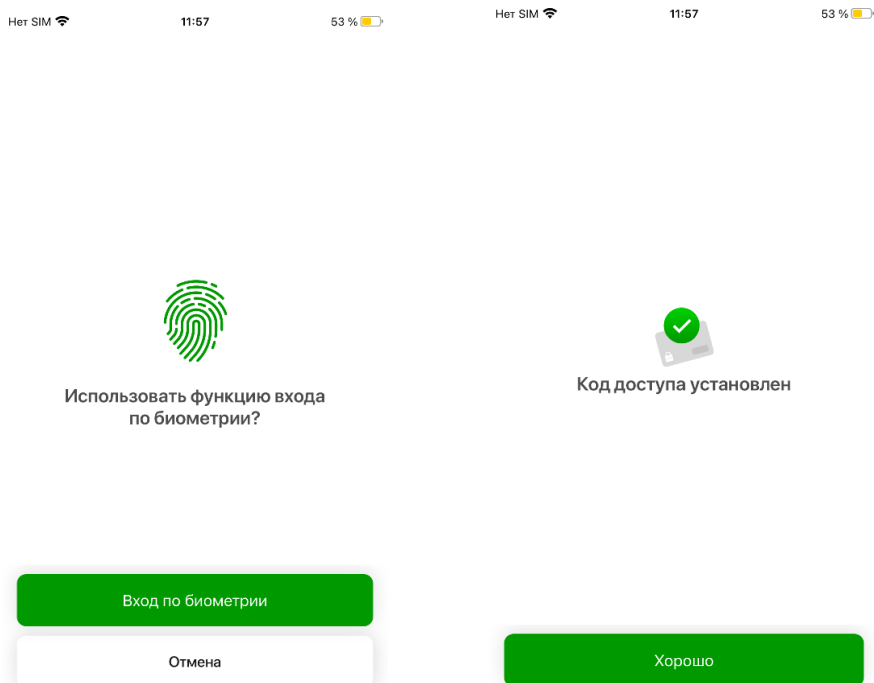 Нет SIM 11:57 53 %
Использовать функцию входа
по биометрии?
Вход по биометрии
Отмена
Нет SIM 11:57 53 %
Код доступа установлен
Хорошо